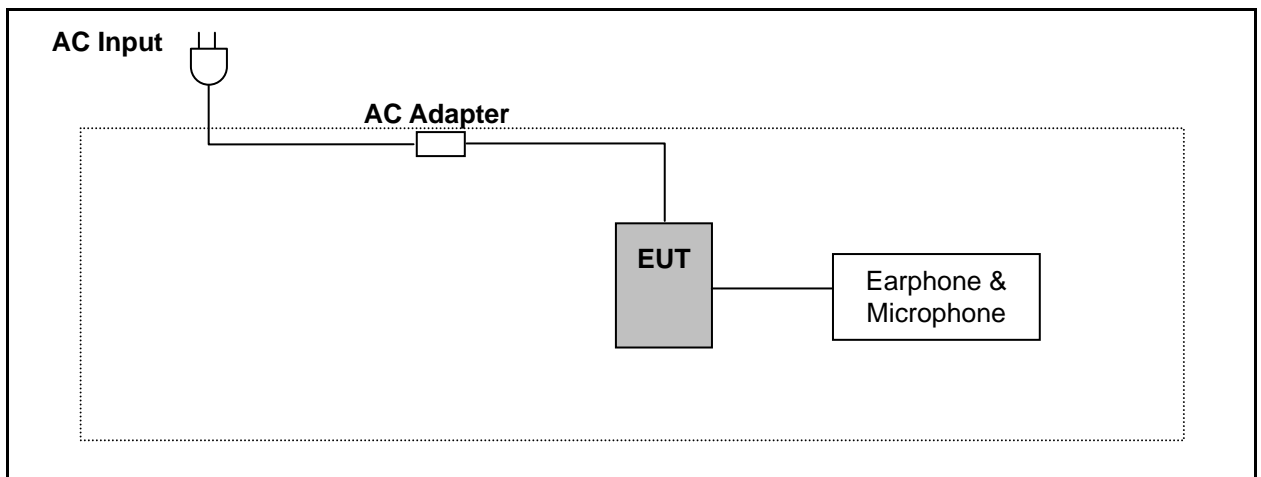 AC Input
AC Adapter
EUT
Earphone &
Microphone